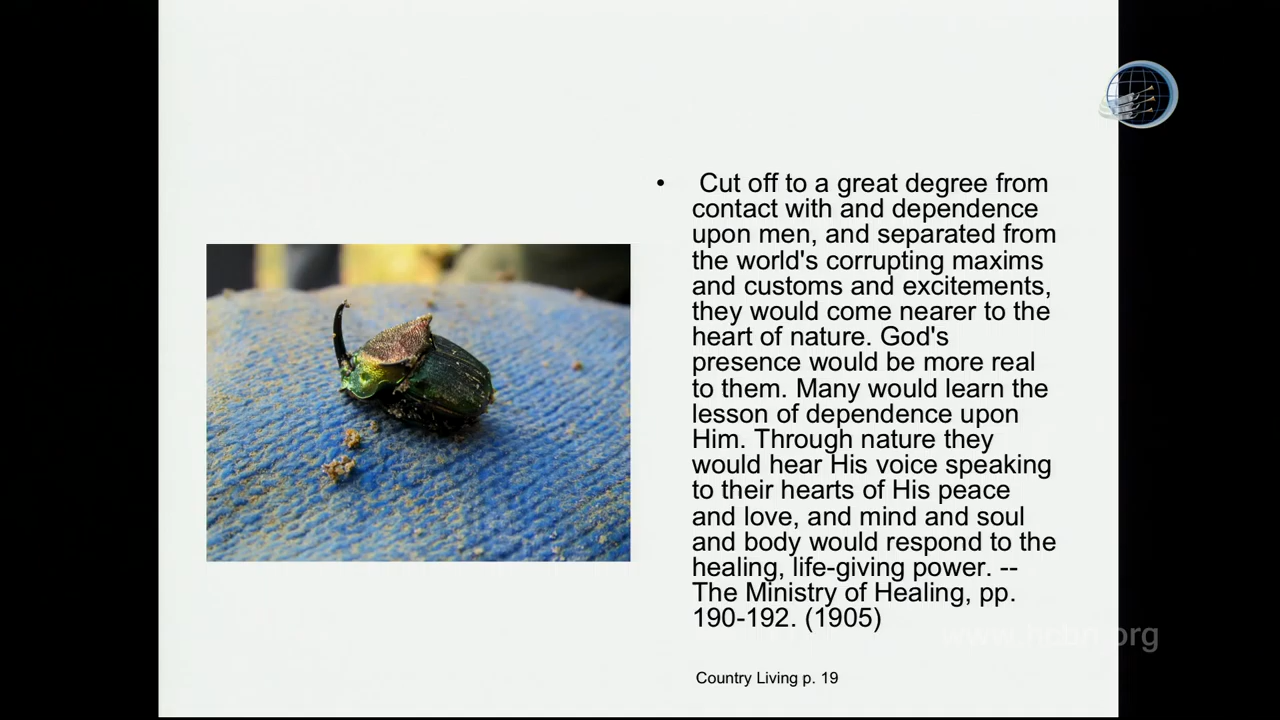 • Cut off to a great degree from
contact with and dependence
upon men, and separated from
the world's corrupting maxims
and customs and excitements,
they would come nearer to the
heart of nature. God's
presence would be more real
to them. Many would learn the
lesson of dependence upon
Him. Through nature they
would hear His voice speaking
to their hearts of His peace
and love, and mind and soul
and body would respond to the
healing, life-giving power. --
The Ministry of Healing, pp.
190-192. (1905)
www.hcbn.org
Country Living p. 19